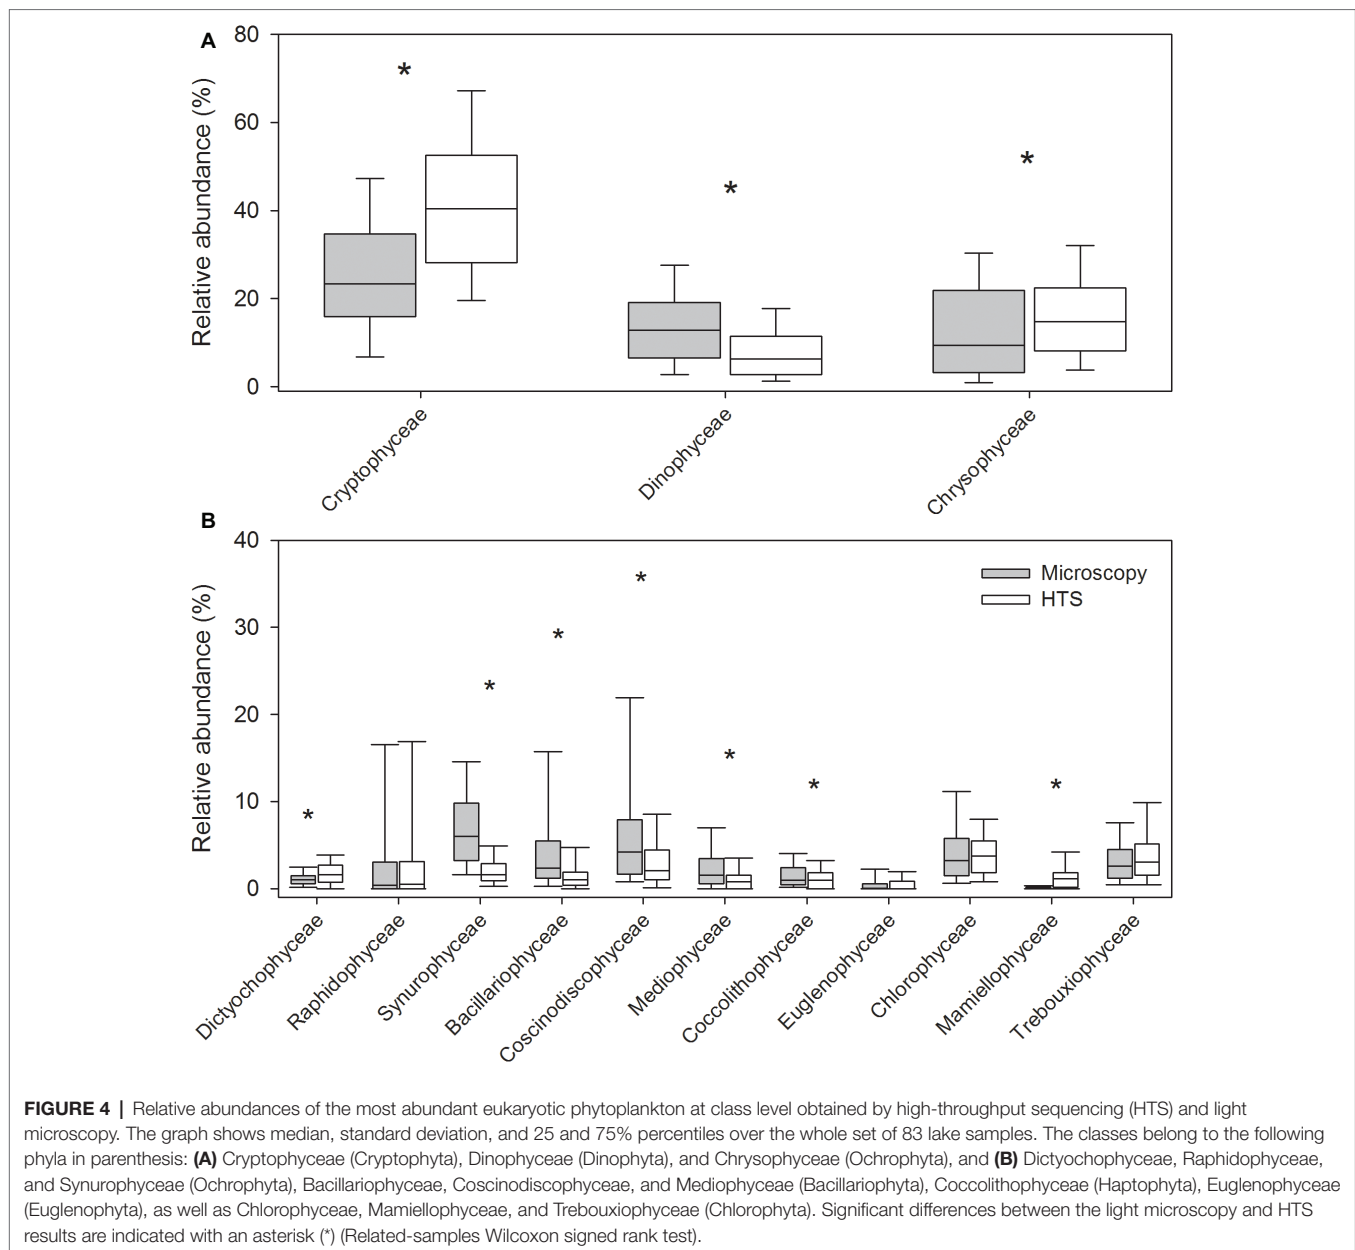 A
80
60
40
20
0
Relative abundance (%)
*
*
*
Cryptophyceae
Dinophyceae
Chrysophyceae
B
40
30
20
10
0
Relative abundance (%)
Microscopy
HTS
*
*
*
*
*
*
*
Dictyochophyceae
Raphidophyceae
Synurophyceae
Bacillariophyceae
Coscinodiscophyceae
Mediophyceae
Coccolithophyceae
Euglenophyceae
Chlorophyceae
Mamiellophyceae
Trebouxiophyceae
FIGURE 4 | Relative abundances of the most abundant eukaryotic phytoplankton at class level obtained by high-throughput sequencing (HTS) and light
microscopy. The graph shows median, standard deviation, and 25 and 75% percentiles over the whole set of 83 lake samples. The classes belong to the following
phyla in parenthesis: (A) Cryptophyceae (Cryptophyta), Dinophyceae (Dinophyta), and Chrysophyceae (Ochrophyta), and (B) Dictyochophyceae, Raphidophyceae,
and Synurophyceae (Ochrophyta), Bacillariophyceae, Coscinodiscophyceae, and Mediophyceae (Bacillariophyta), Coccolithophyceae (Haptophyta), Euglenophyceae
(Euglenophyta), as well as Chlorophyceae, Mamiellophyceae, and Trebouxiophyceae (Chlorophyta). Significant differences between the light microscopy and HTS
results are indicated with an asterisk (*) (Related-samples Wilcoxon signed rank test).